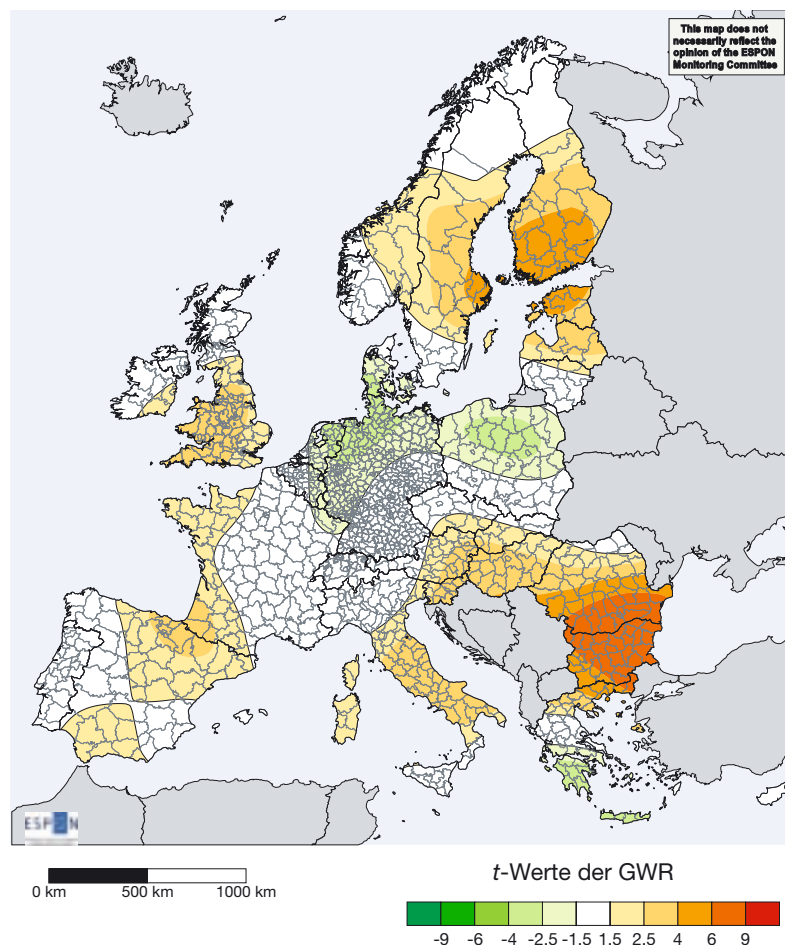 This map does not
necessarily reflect the
opinion of the ESPON
Monitoring Committee
ESPON
0 km 500 km 1000 km
t-Werte der GWR
-9 -6 -4 -2.5 -1.5 1.5 2.5 4 6 9